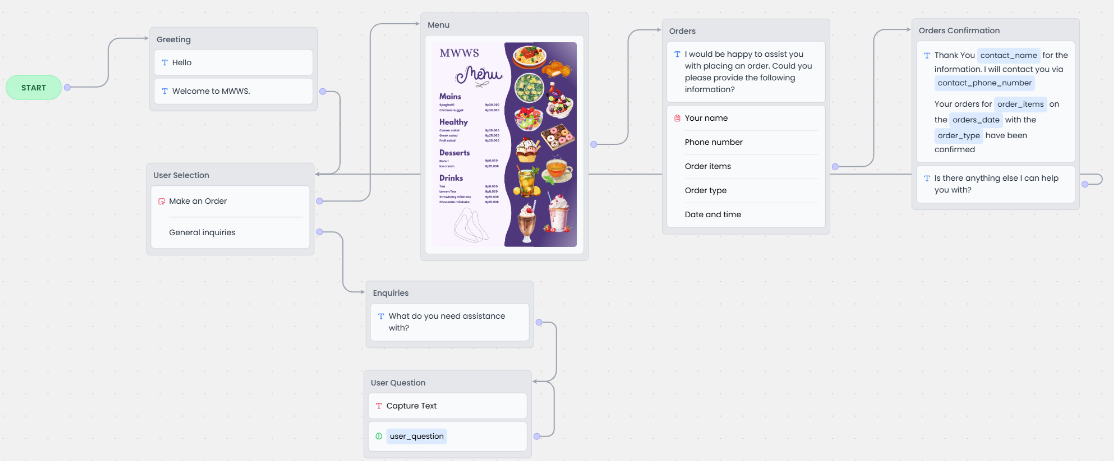 START
Greeting
Hello
Welcome to MWWS.
User Selection
Make an Order
General inquiries
Menu
MWWS
Menu
Mains
Healthy
Desserts
Drinks
Orders
I would be happy to assist you
with placing an order. Could you
please provide the following
information?
Your name
Phone number
Order items
Order type
Date and time
Orders Confirmation
Thank You contact_name for the
information. I will contact you via
contact_phone_number
Your orders for order_items on
the orders_date with the
order_type have been
confirmed
Is there anything else I can help
you with?
Enquiries
What do you need assistance
with?
User Question
Capture Text
user_question